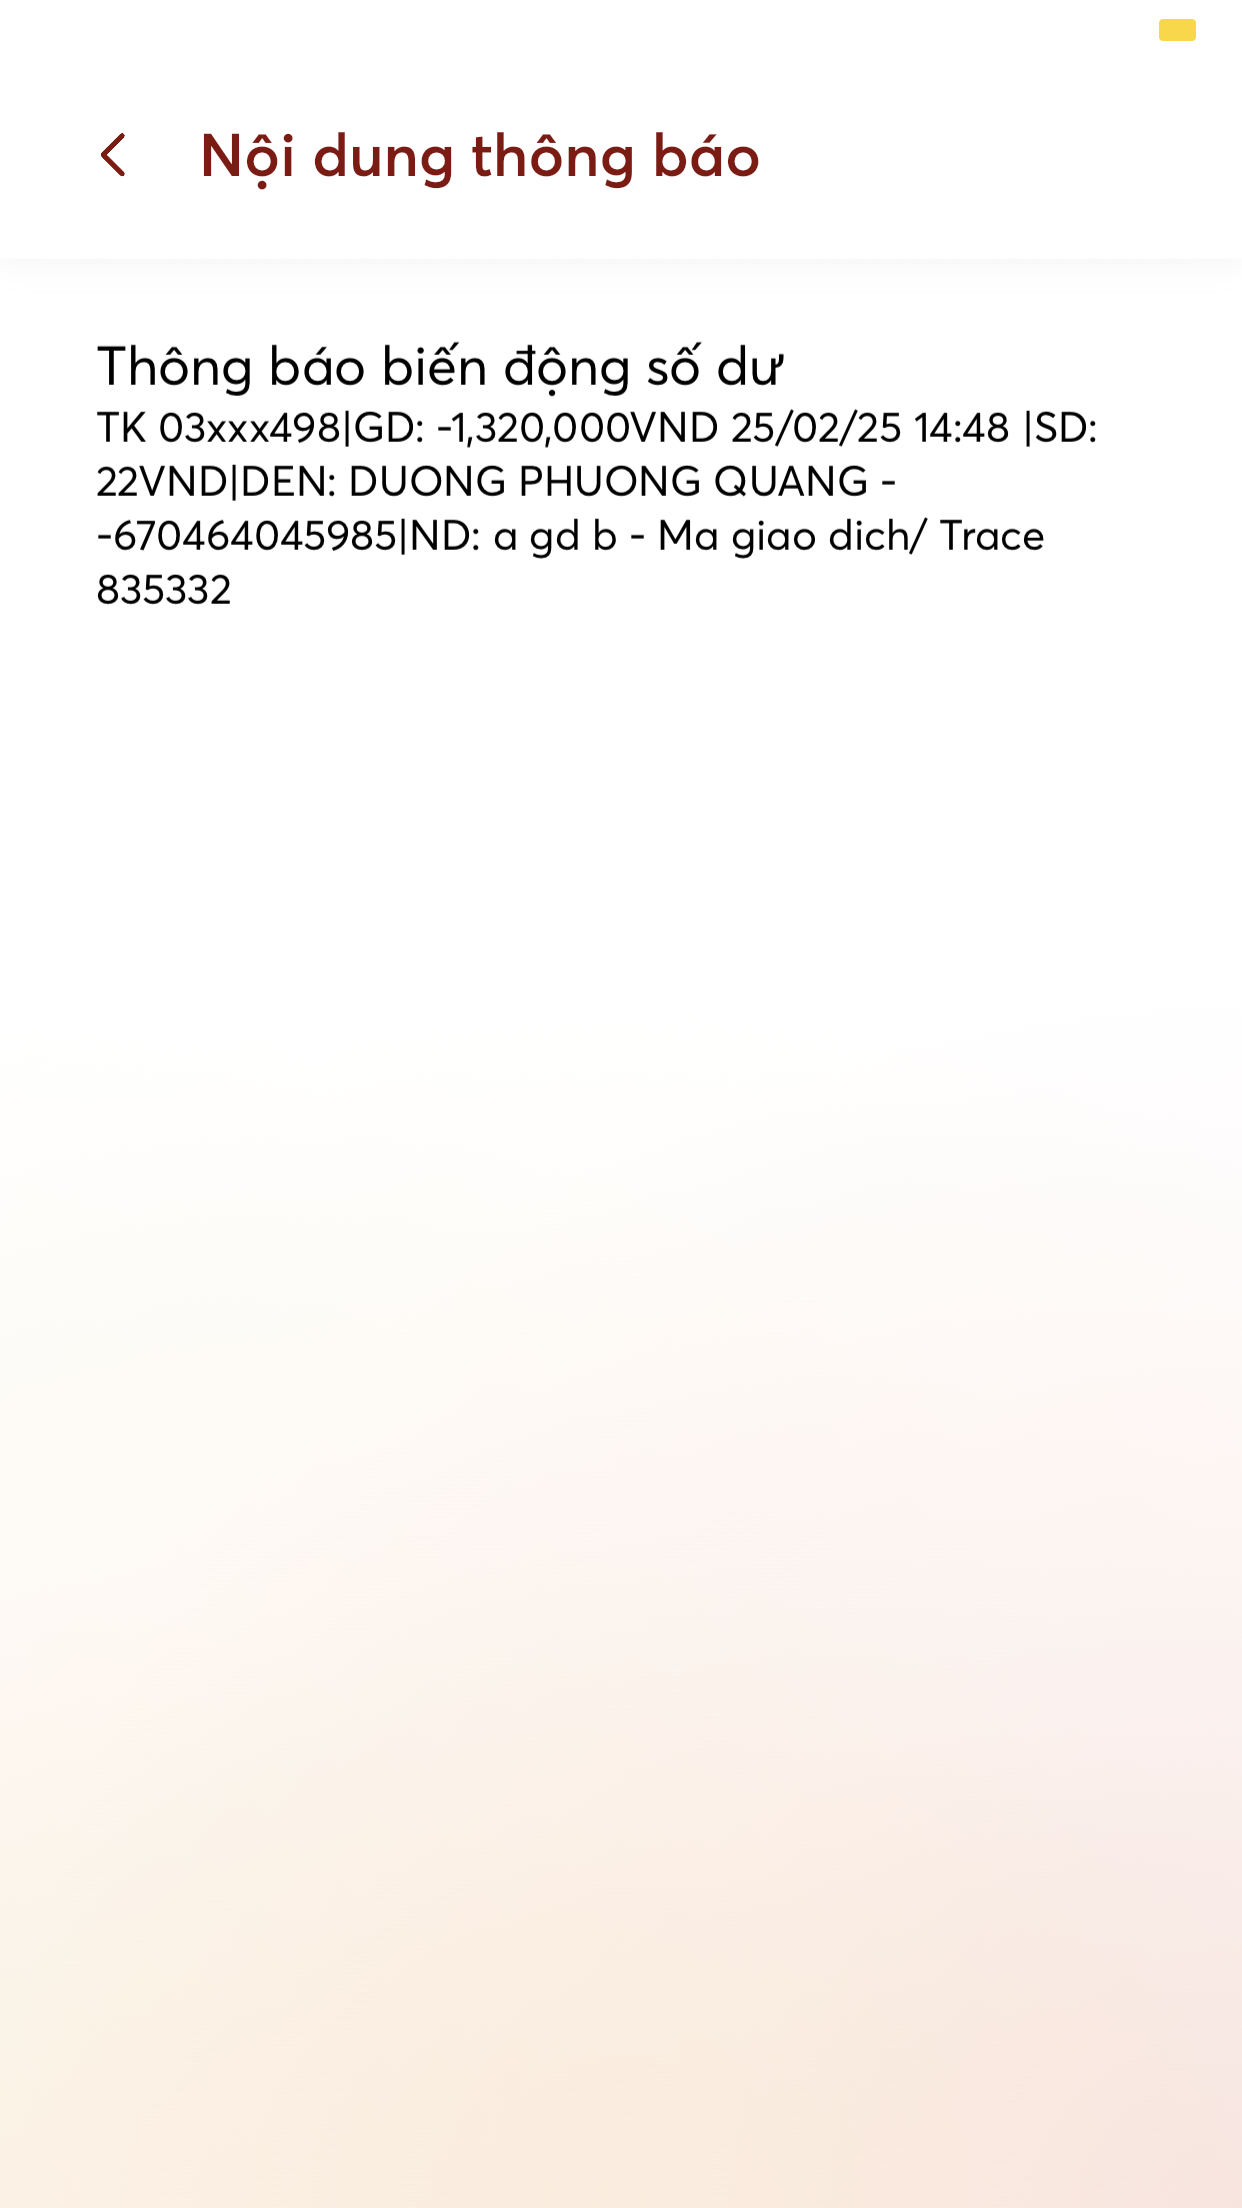 Nội dung thông báo
Thông báo biến động số dư
TK 03xxx498|GD: -1,320,000VND 25/02/25 14:48 |SD:
22VND|DEN: DUONG PHUONG QUANG -
-670464045985|ND: a gd b - Ma giao dich/ Trace
835332